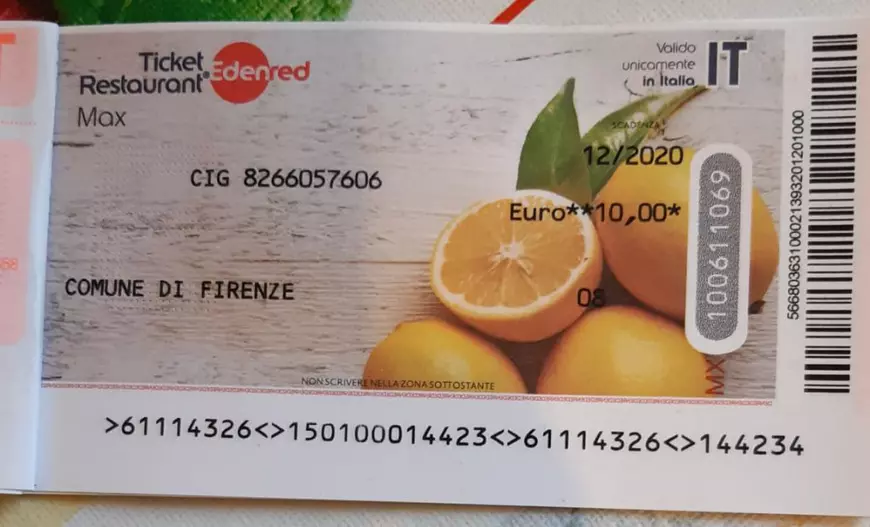 Ticket
Restaurant®
Edenred
Max
Valido
unicamente
in Italia
IT
SCADENZA
12/2020
CIG 8266057606
Euro**10,00*
COMUNE DI FIRENZE
08
100611069
MX
NON SCRIVERE NELLA ZONA SOTTOSTANTE
>61114326<>150100014423<>61114326<>144234
56680363100021393201201000